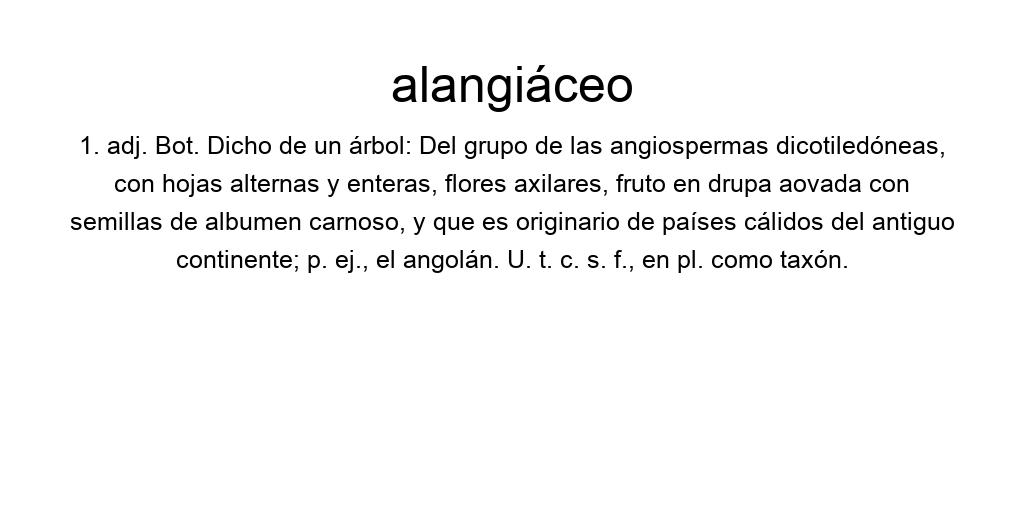 alangiáceo
1. adj. Bot. Dicho de un árbol: Del grupo de las angiospermas dicotiledóneas,
con hojas alternas y enteras, flores axilares, fruto en drupa aovada con
semillas de albumen carnoso, y que es originario de países cálidos del antiguo
continente; p. ej., el angolán. U. t. c. s. f., en pl. como taxón.